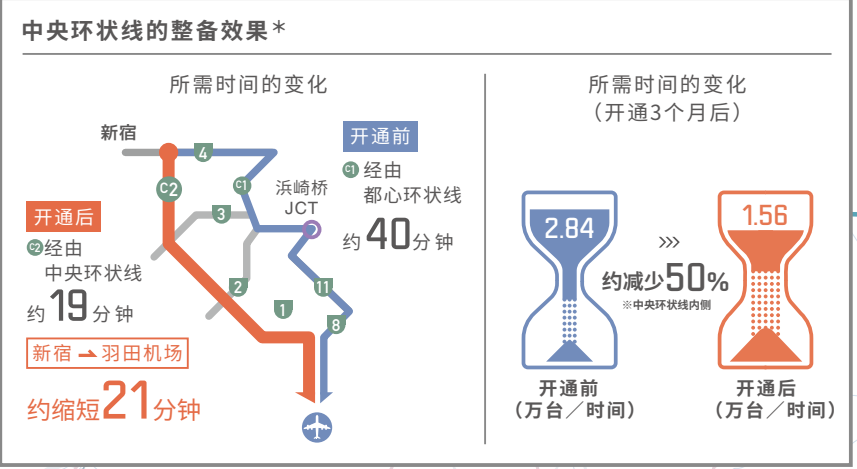 中央环状线的整备效果＊
所需时间的变化
新宿
4
开通前
C1 经由
都心环状线
约40分钟
C2
C1
浜崎桥
JCT
3
开通后
C2经由
中央环状线
约19分钟
2
11
1
8
新宿→羽田机场
约缩短21分钟
所需时间的变化
（开通3个月后）
2.84
>>>
1.56
约减少50%
※中央环状线内侧
开通前
（万台／时间）
开通后
（万台／时间）